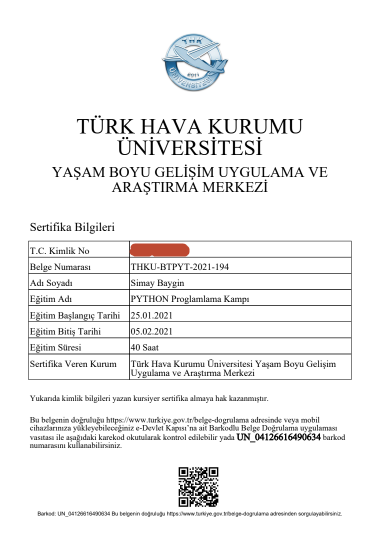 2011
ÜNİVERSİTESİ
TÜRK HAVA KURUMU
ÜNİVERSİTESİ
YAŞAM BOYU GELİŞİM UYGULAMA VE
ARAŞTIRMA MERKEZİ
Sertifika Bilgileri
T.C. Kimlik No
Belge Numarası THKU-BTPYT-2021-194
Adı Soyadı Simay Baygin
Eğitim Adı PYTHON Proglamlama Kampı
Eğitim Başlangıç Tarihi 25.01.2021
Eğitim Bitiş Tarihi 05.02.2021
Eğitim Süresi 40 Saat
Sertifika Veren Kurum Türk Hava Kurumu Üniversitesi Yaşam Boyu Gelişim
Uygulama ve Araştırma Merkezi
Yukarıda kimlik bilgileri yazan kursiyer sertifika almaya hak kazanmıştır.
Bu belgenin doğruluğu https://www.turkiye.gov.tr/belge-dogrulama adresinde veya mobil
cihazlarınıza yükleyebileceğiniz e-Devlet Kapısı'na ait Barkodlu Belge Doğrulama uygulaması
vasıtası ile aşağıdaki karekod okutularak kontrol edilebilir yada UN_04126616490634 barkod
numarasını kullanabilirsiniz.
Barkod: UN_04126616490634 Bu belgenin doğruluğu https://www.turkiye.gov.tr/belge-dogrulama adresinden sorgulayabilirsiniz.